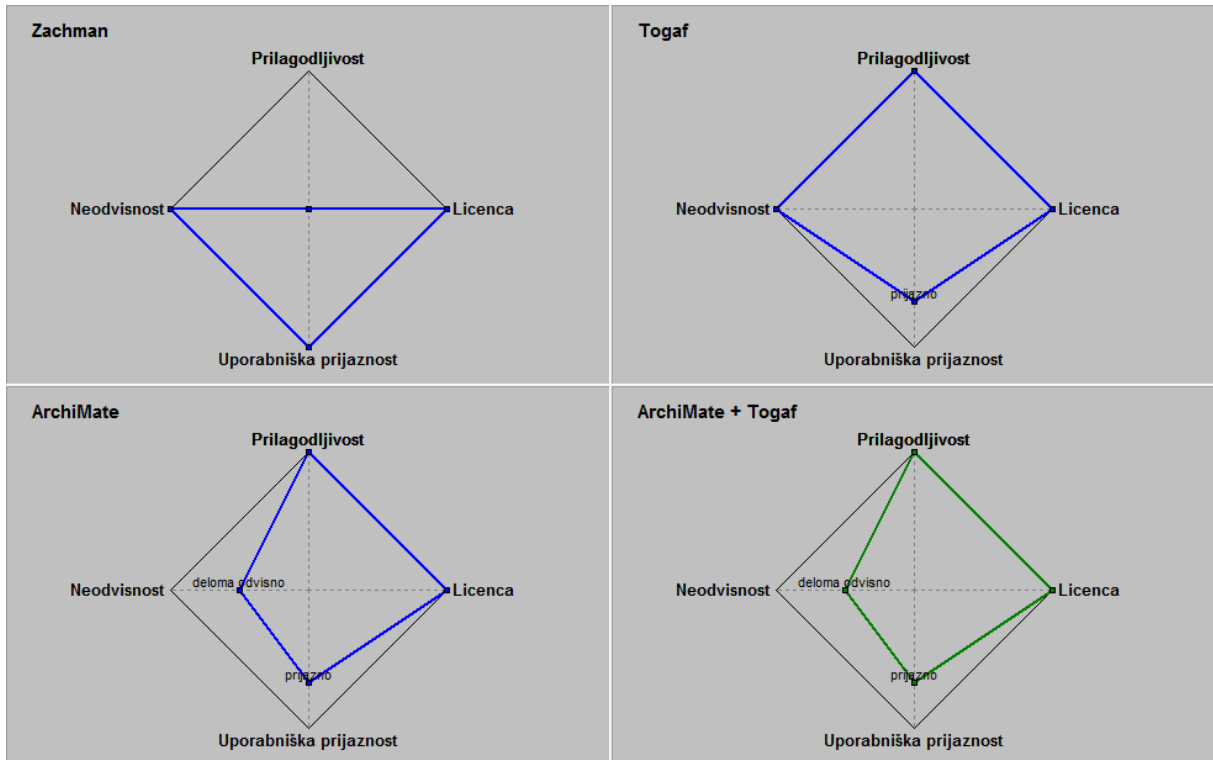 Zachman
Prilagodljivost
Neodvisnost
Licenca
Uporabniška prijaznost
Togaf
Prilagodljivost
Neodvisnost
Licenca
prijazno
Uporabniška prijaznost
ArchiMate
Prilagodljivost
deloma odvisno
Neodvisnost
Licenca
prijazno
Uporabniška prijaznost
ArchiMate + Togaf
Prilagodljivost
deloma odvisno
Neodvisnost
Licenca
prijazno
Uporabniška prijaznost